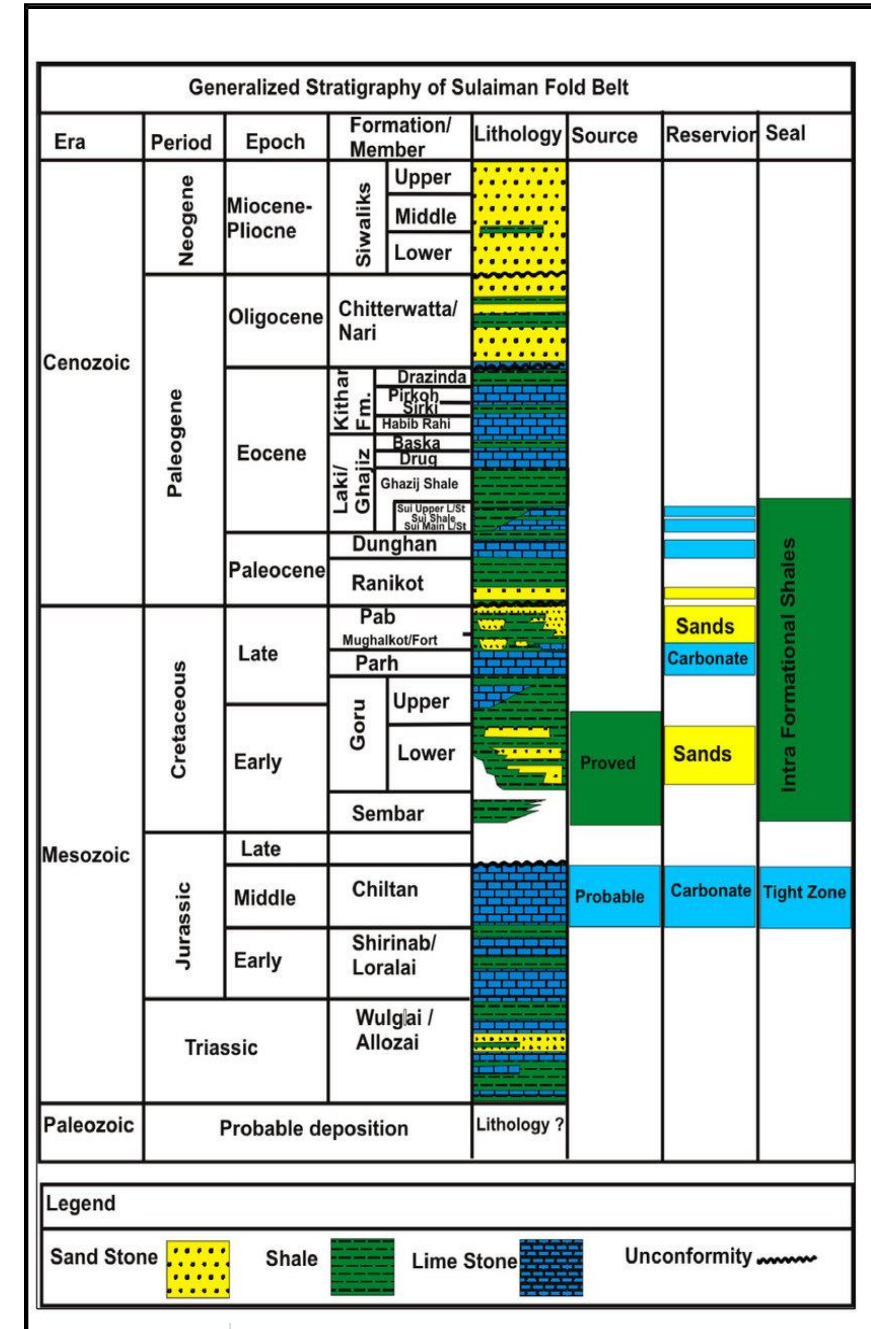 Generalized Stratigraphy of Sulaiman Fold Belt
Era
Period
Epoch
Formation/
Member
Lithology
Source
Reservior
Seal
Cenozoic
Neogene
Miocene-
Pliocne
Siwaliks
Upper
Middle
Lower
Paleogene
Oligocene
Chitterwatta/
Nari
Eocene
Kithar
Fm.
Drazinda
Pirkoh
Sirki
Habib Rahi
Laki/
Ghajiz
Baska
Drug
Ghazij Shale
Sui Upper L/St
Sui Shale
Sui Main L/St
Paleocene
Dunghan
Ranikot
Mesozoic
Cretaceous
Late
Pab
Mughalkot/Fort
Parh
Early
Goru
Upper
Lower
Sembar
Sands
Carbonate
Proved
Sands
Intra Formational Shales
Jurassic
Late
Middle
Chiltan
Probable
Carbonate
Tight Zone
Early
Shirinab/
Loralai
Triassic
Wulgai /
Allozai
Paleozoic
Probable deposition
Lithology ?
Legend
Sand Stone
Shale
Lime Stone
Unconformity